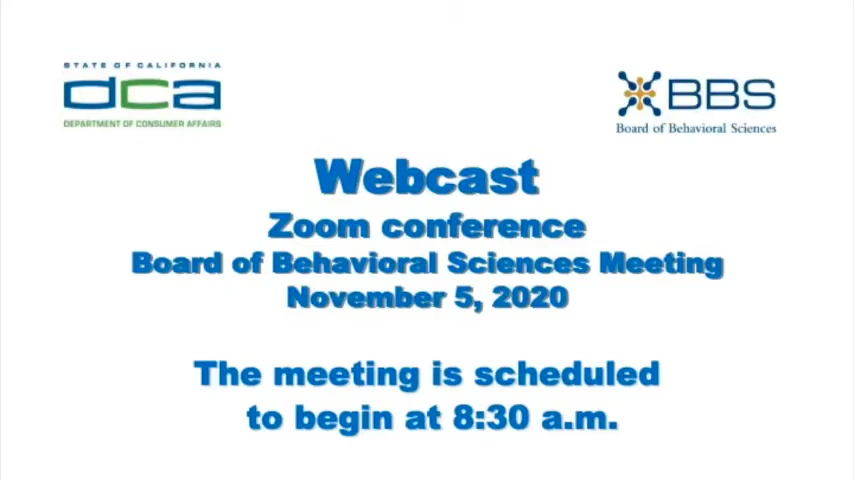 STATE OF CALIFORNIA
dca
DEPARTMENT OF CONSUMER AFFAIRS
BBS
Board of Behavioral Sciences
Webcast
Zoom conference
Board of Behavioral Sciences Meeting
November 5, 2020
The meeting is scheduled
to begin at 8:30 a.m.